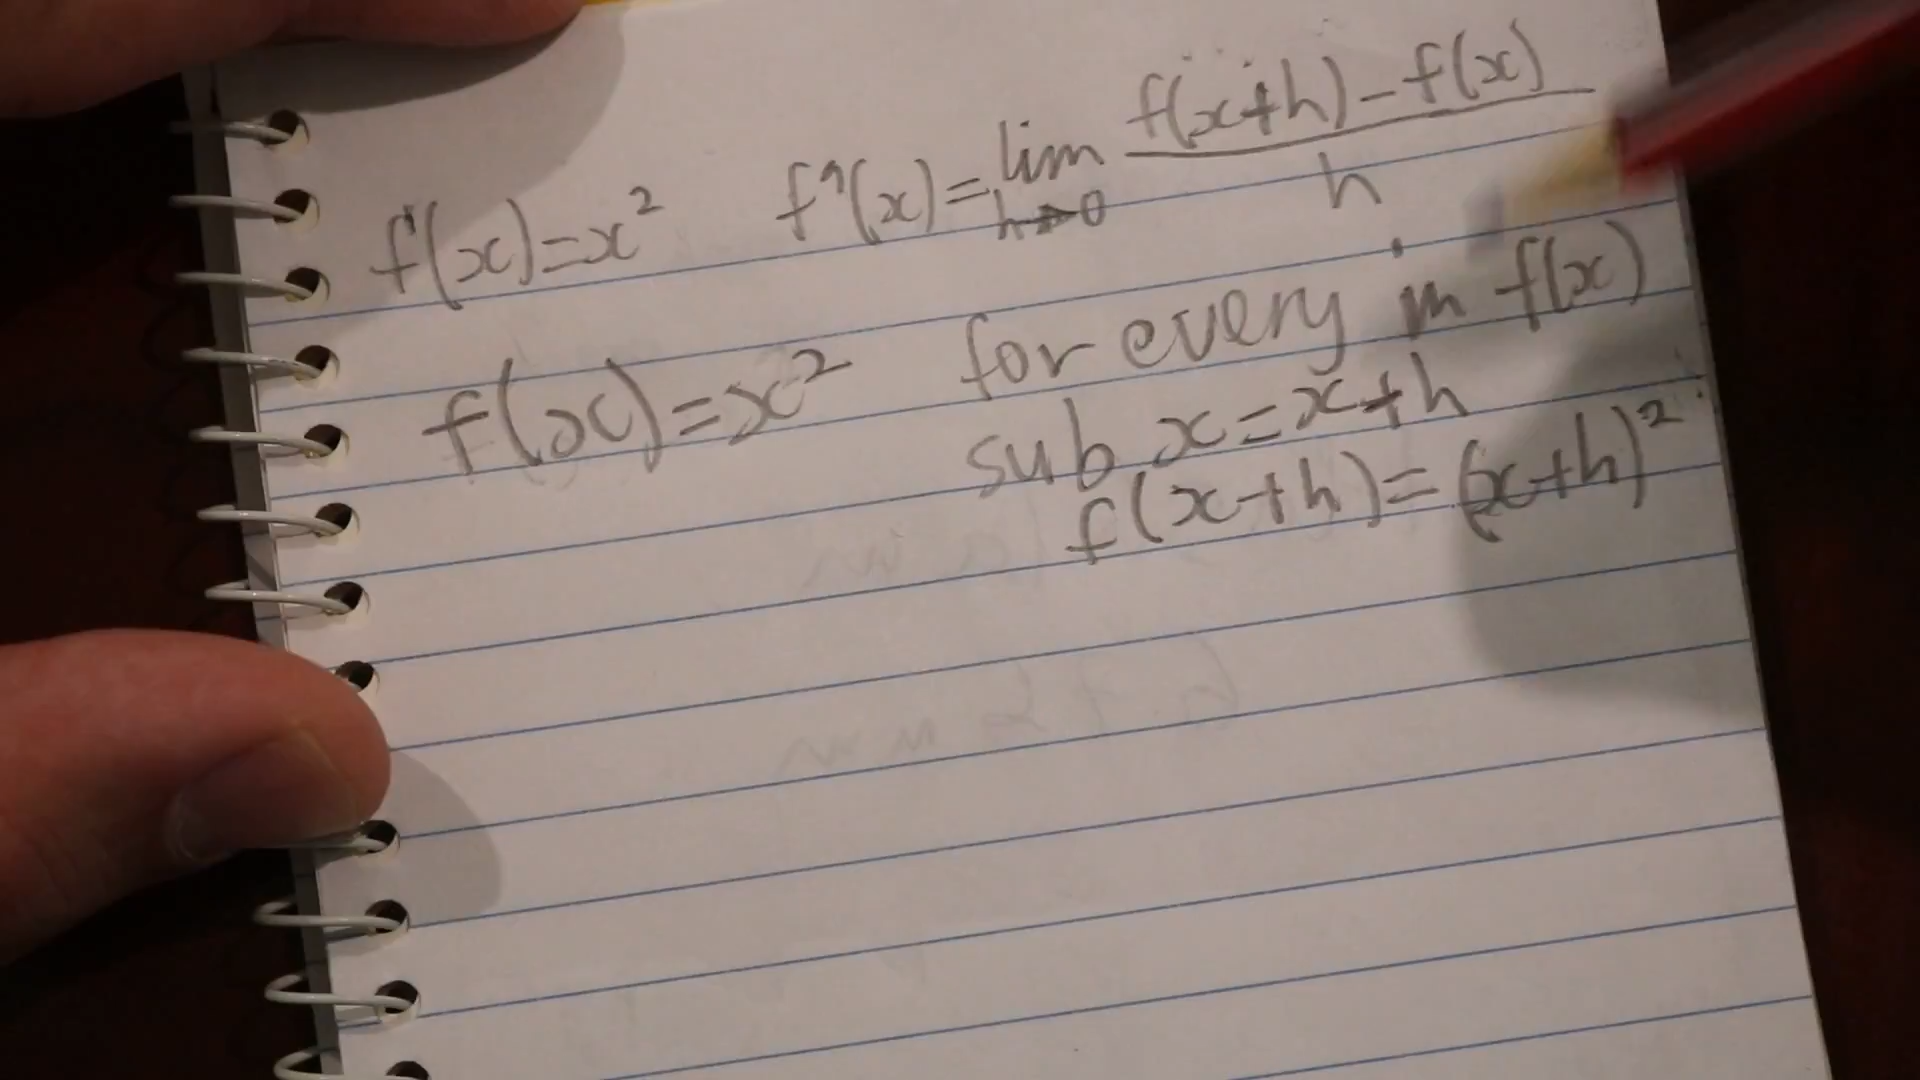 f(x)=x² f'(x)=lim h→0 f(x+h)-f(x) / h
f(x)=x² for every in f(x)
sub x=x+h
f(x+h)=(x+h)²